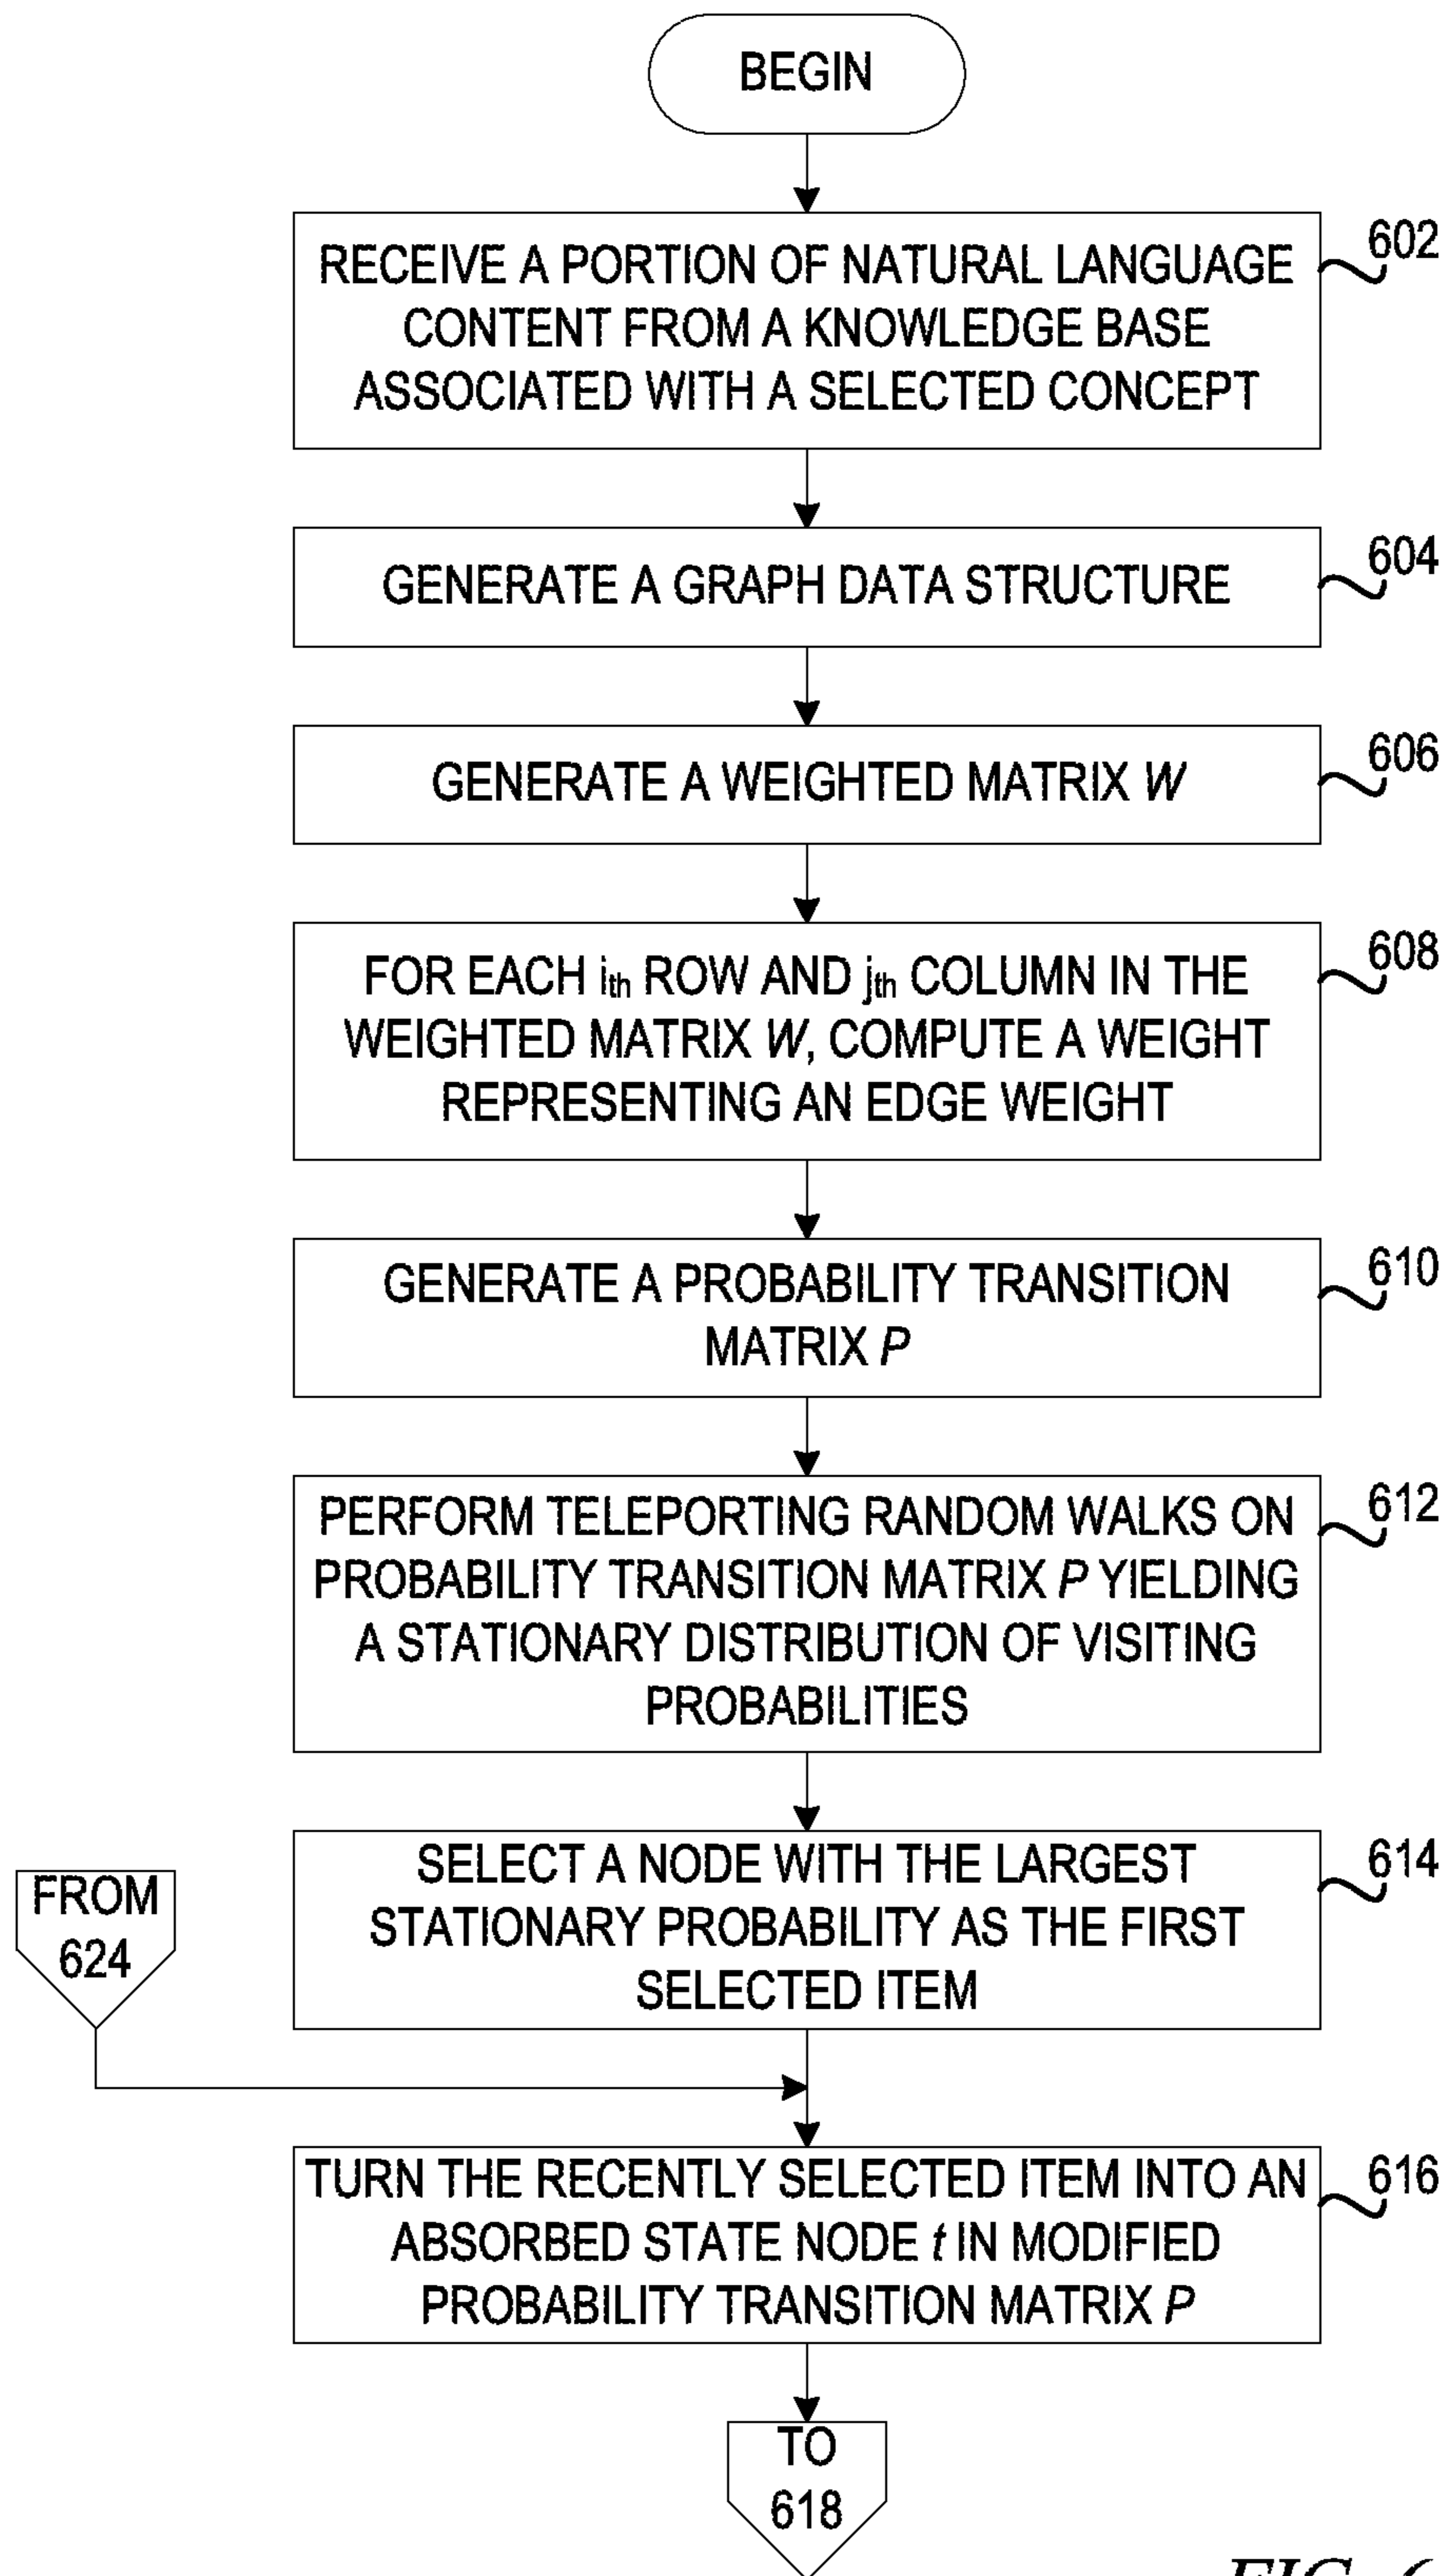 BEGIN
RECEIVE A PORTION OF NATURAL LANGUAGE
CONTENT FROM A KNOWLEDGE BASE
ASSOCIATED WITH A SELECTED CONCEPT
602
GENERATE A GRAPH DATA STRUCTURE
604
GENERATE A WEIGHTED MATRIX W
606
FOR EACH ith ROW AND jth COLUMN IN THE
WEIGHTED MATRIX W, COMPUTE A WEIGHT
REPRESENTING AN EDGE WEIGHT
608
GENERATE A PROBABILITY TRANSITION
MATRIX P
610
PERFORM TELEPORTING RANDOM WALKS ON
PROBABILITY TRANSITION MATRIX P YIELDING
A STATIONARY DISTRIBUTION OF VISITING
PROBABILITIES
612
SELECT A NODE WITH THE LARGEST
STATIONARY PROBABILITY AS THE FIRST
SELECTED ITEM
614
FROM
624
TURN THE RECENTLY SELECTED ITEM INTO AN
ABSORBED STATE NODE t IN MODIFIED
PROBABILITY TRANSITION MATRIX P
616
TO
618